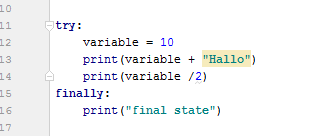 10
11 try:
12 variable = 10
13 print(variable + "Hallo")
14 print(variable /2)
15 finally:
16 print("final state")
17